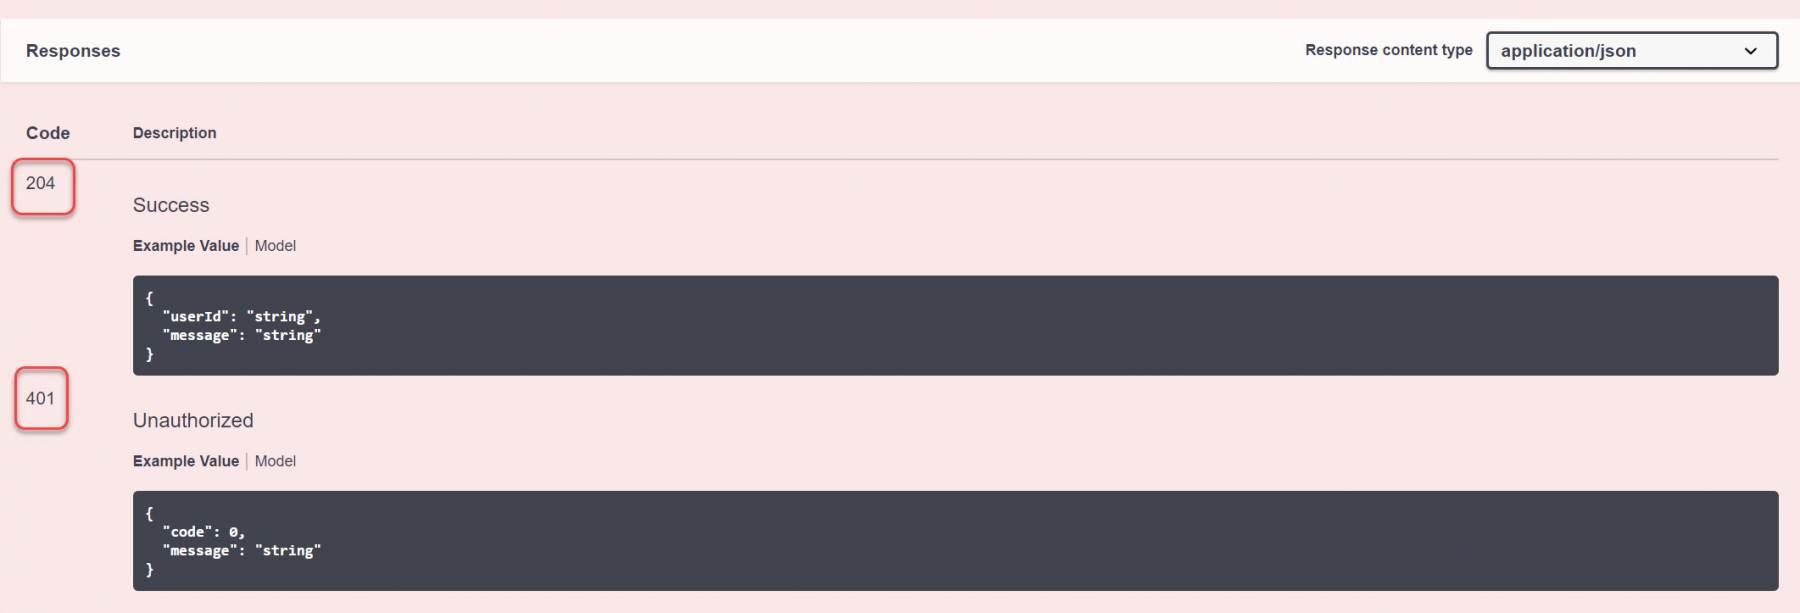 Responses
Response content type application/json
Code Description
204
Success
Example Value Model
{
"userId": "string",
"message": "string"
}
401
Unauthorized
Example Value Model
{
"code": 0,
"message": "string"
}